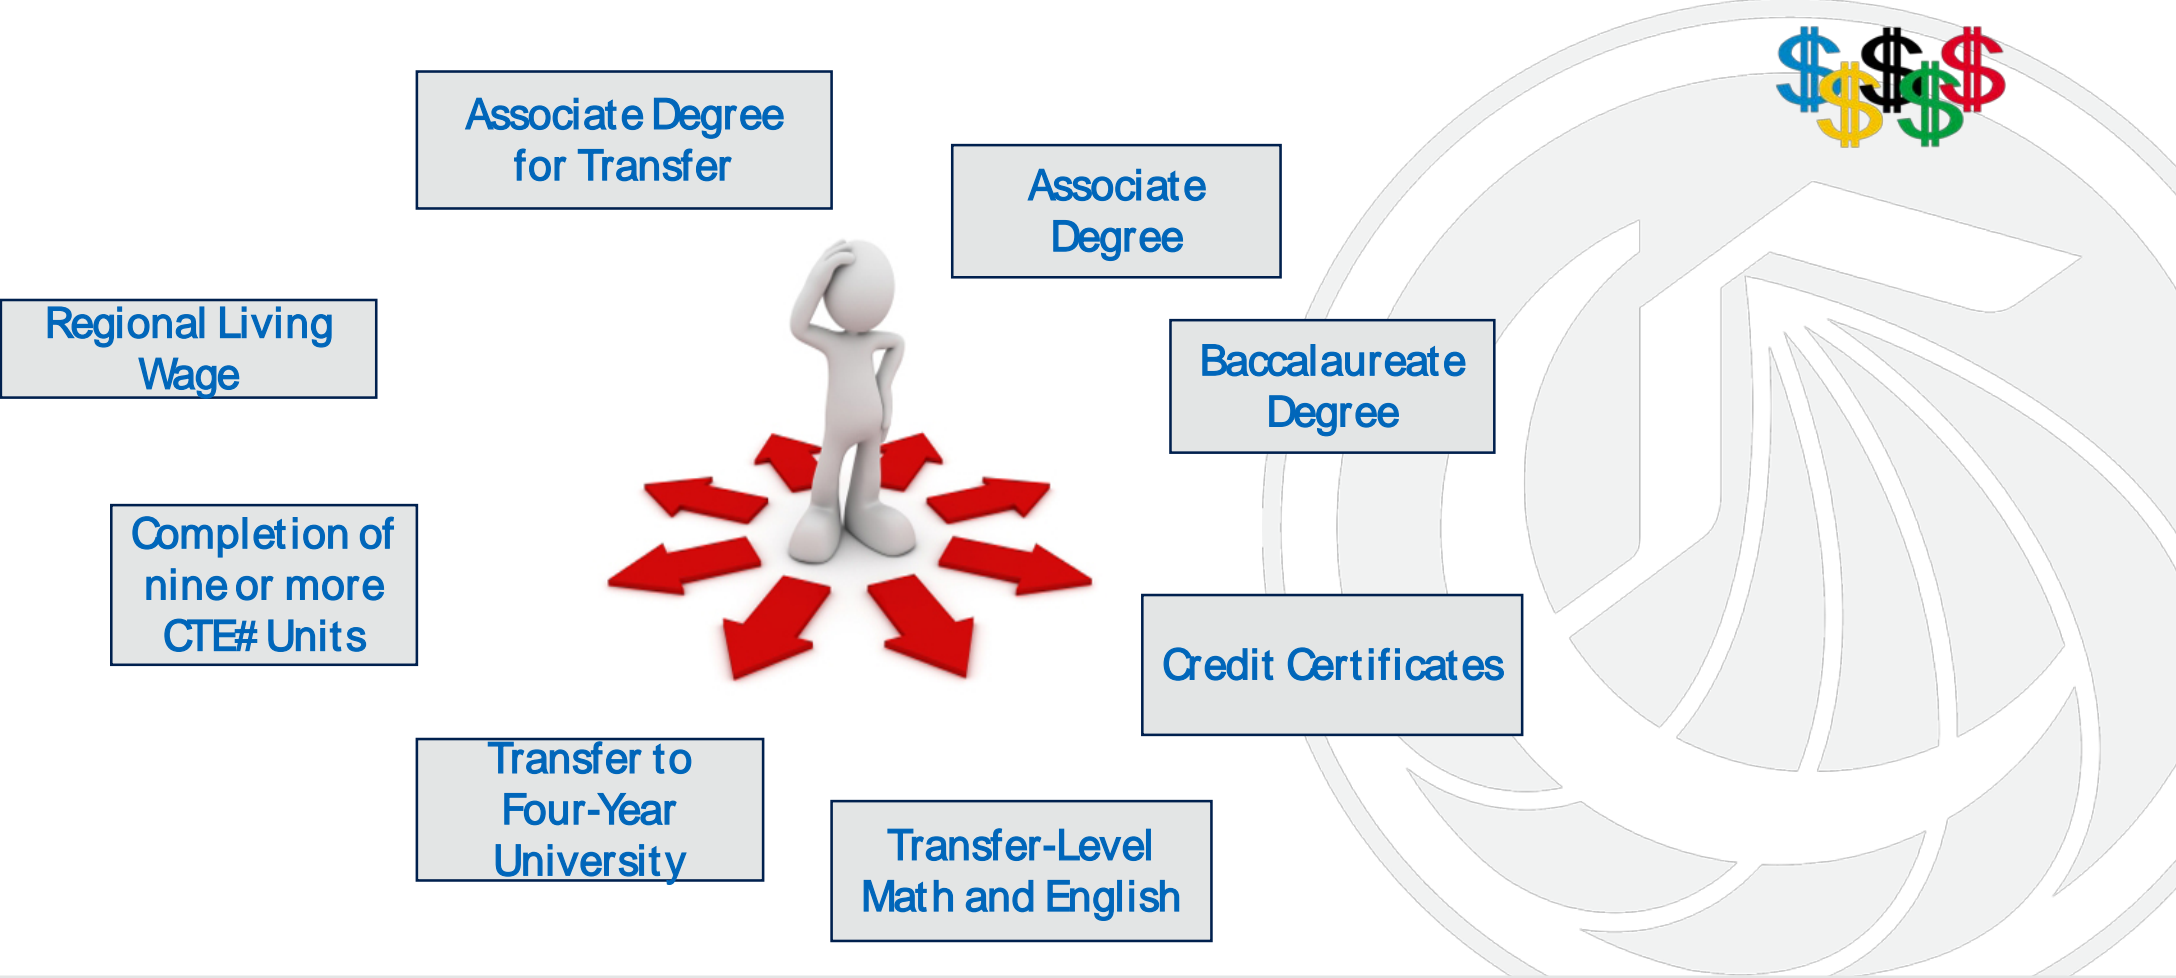 Associate Degree
for Transfer
Associate
Degree
Regional Living
Wage
Baccalaureate
Degree
Completion of
nine or more
CTE# Units
Credit Certificates
Transfer to
Four-Year
University
Transfer-Level
Math and English